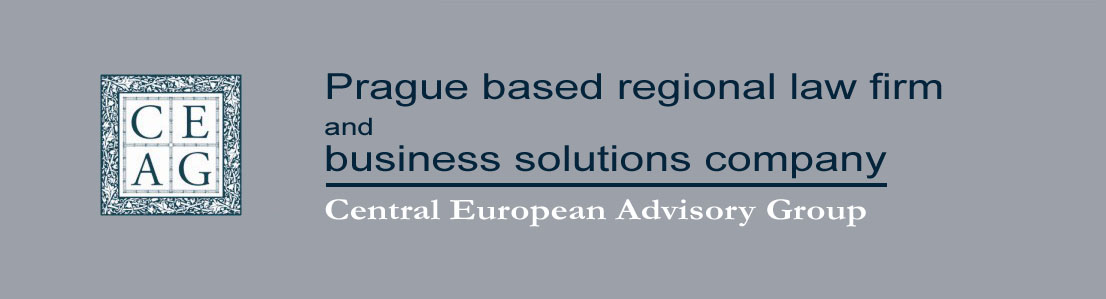 C E
A G
Prague based regional law firm
and
business solutions company
Central European Advisory Group